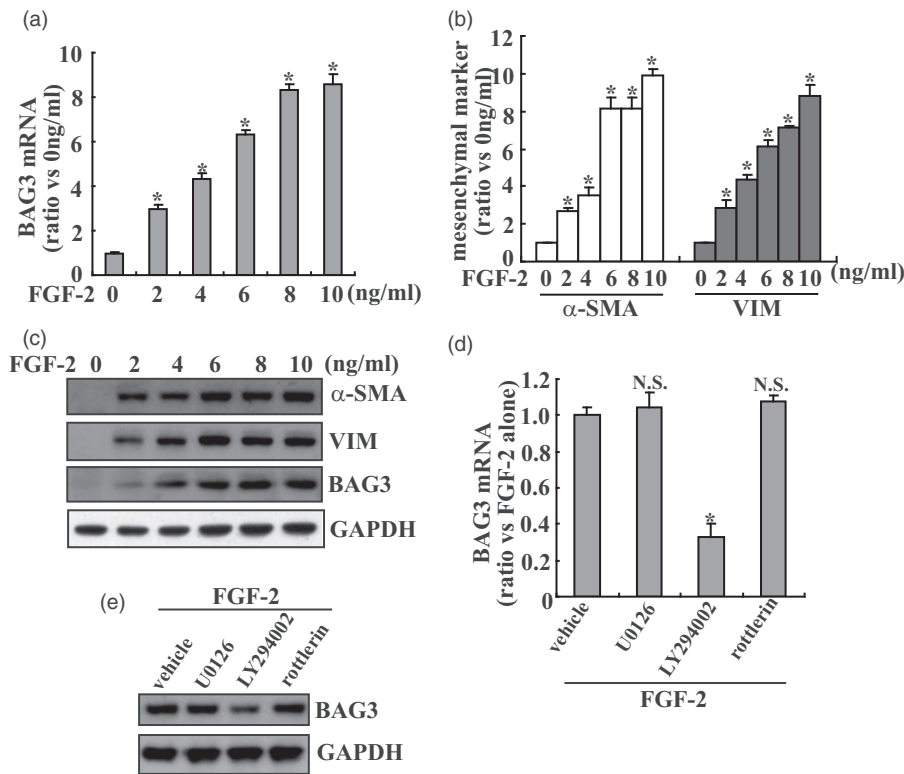 (a)
BAG3 mRNA
(ratio vs 0ng/ml)
10
8
6
4
2
0
FGF-2 0 2 4 6 8 10 (ng/ml)
(b)
mesenchymal marker
(ratio vs 0ng/ml)
12
10
8
6
4
2
0
* * * * *
* * * * *
FGF-2 0 2 4 6 8 10 0 2 4 6 8 10 (ng/ml)
α-SMA VIM
(c)
FGF-2 0 2 4 6 8 10 (ng/ml)
α-SMA
VIM
BAG3
GAPDH
(d)
BAG3 mRNA
(ratio vs FGF-2 alone)
1.2
1.0
0.8
0.6
0.4
0.2
0
N.S. * N.S.
vehicle U0126 LY294002 rottlerin
FGF-2
(e)
FGF-2
vehicle U0126 LY294002 rottlerin
BAG3
GAPDH